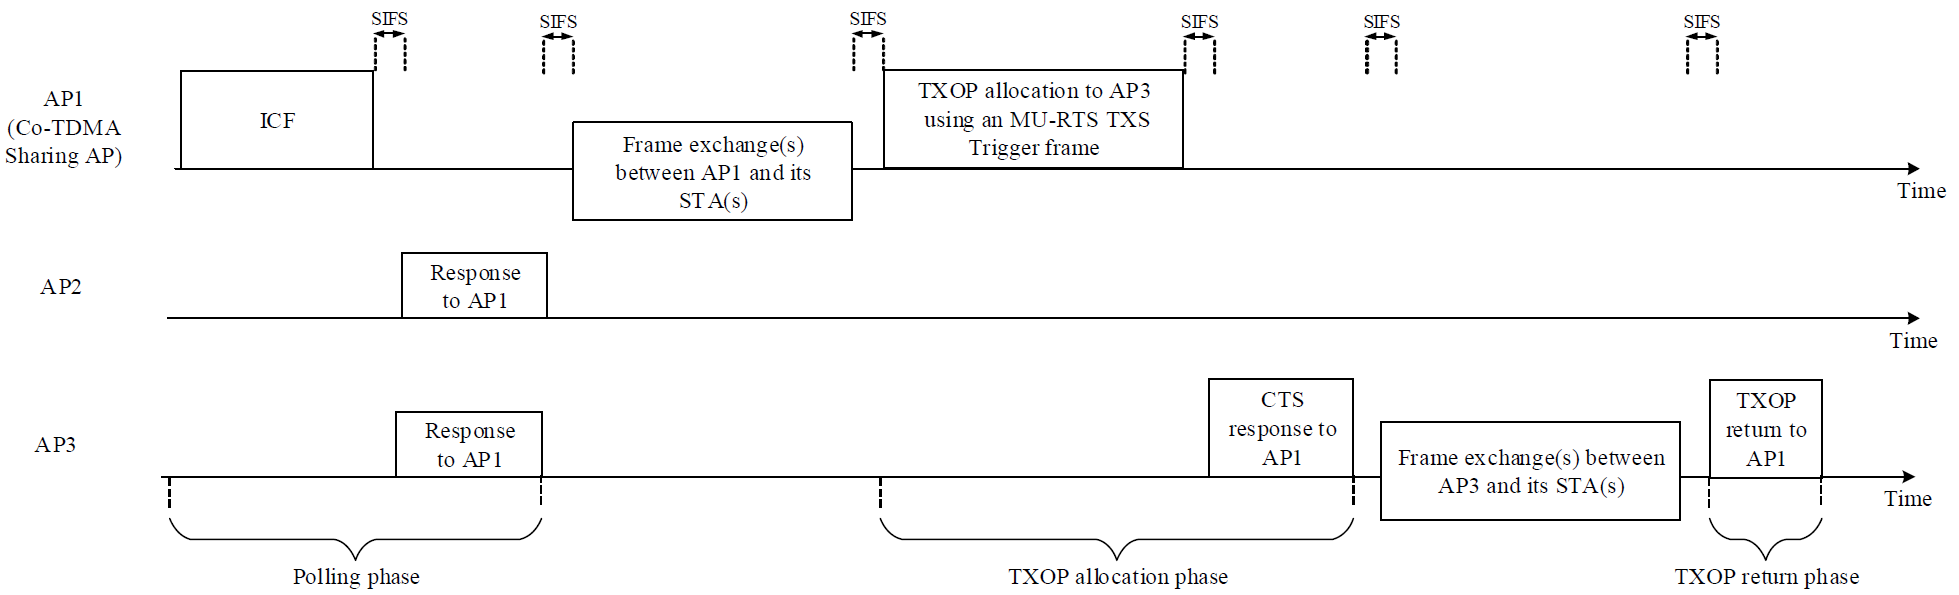 SIFS
SIFS
SIFS
SIFS
SIFS
SIFS
AP1
(Co-TDMA
Sharing AP)
ICF
Frame exchange(s)
between AP1 and its
STA(s)
TXOP allocation to AP3
using an MU-RTS TXS
Trigger frame
Time
AP2
Response
to AP1
Time
AP3
Response
to AP1
CTS
response to
AP1
Frame exchange(s) between
AP3 and its STA(s)
TXOP
return to
AP1
Time
Polling phase
TXOP allocation phase
TXOP return phase